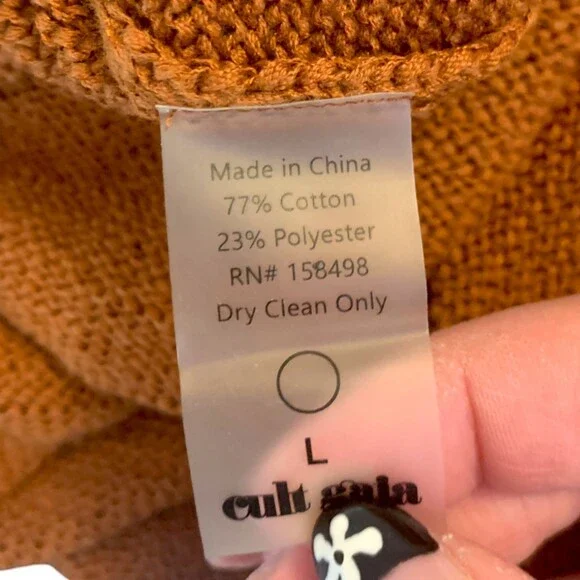 Made in China
77% Cotton
23% Polyester
RN# 158498
Dry Clean Only
L
cult gaia